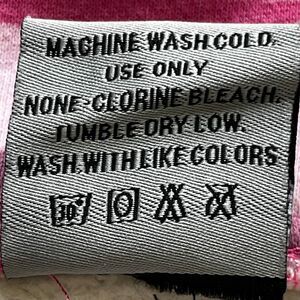 MACHINE WASH COLD.
USE ONLY
NONE-CLORINE BLEACH.
TUMBLE DRY LOW.
WASH.WITH LIKE COLORS
30°